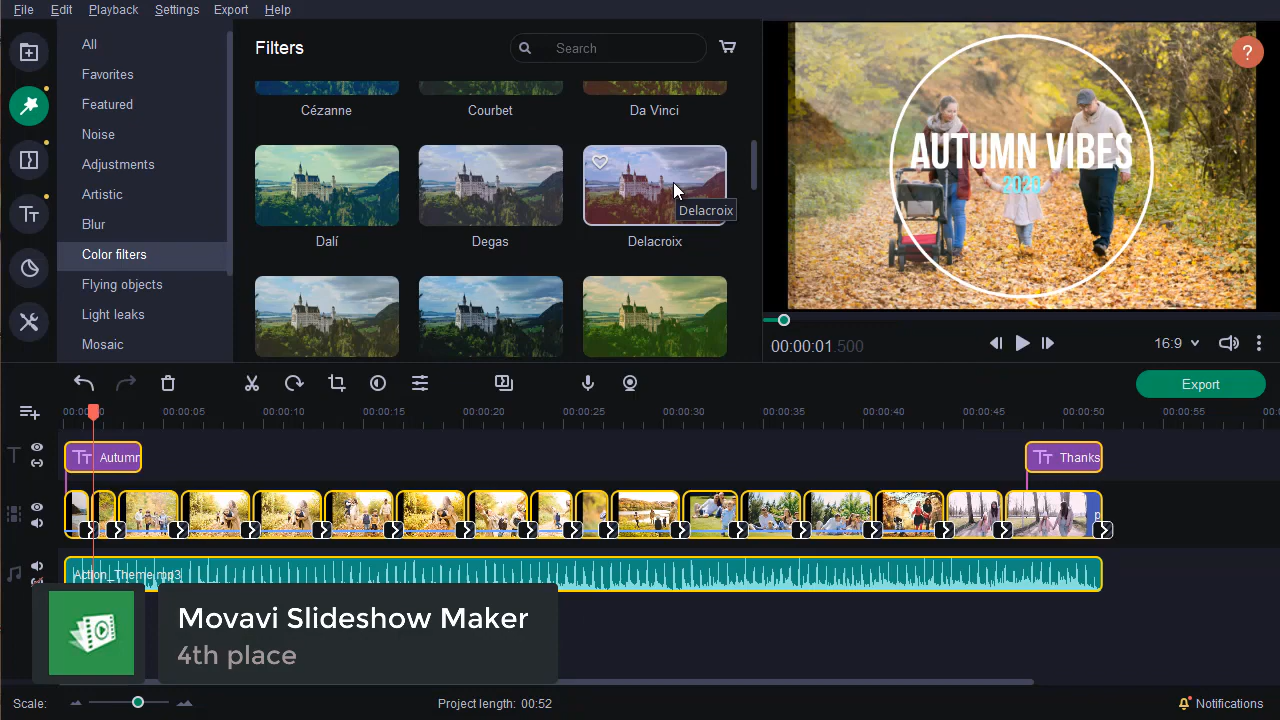 File Edit Playback Settings Export Help
All
Favorites
Featured
Noise
Adjustments
Artistic
Blur
Color filters
Flying objects
Light leaks
Mosaic
Filters
Search
Cézanne Courbet Da Vinci
Delacroix
Dalí Degas Delacroix
?
AUTUMN VIBES
2020
00:00:01.500
16:9
Export
00:00:05 00:00:10 00:00:15 00:00:20 00:00:25 00:00:30 00:00:35 00:00:40 00:00:45 00:00:50 00:00:55
Autumn
Thanks
Action_Theme.mp3
Movavi Slideshow Maker
4th place
Scale:
Project length: 00:52
Notifications